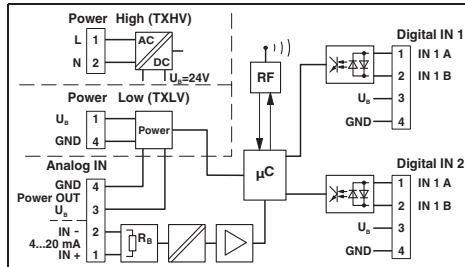 Power High (TXHV)
L 1
N 2
AC
DC
U_B=24V
Power Low (TXLV)
U_B 1
GND 4
Power
Analog IN
GND 4
Power OUT
U_B 3
IN - 2
4...20 mA
IN + 1
R_B
RF
µC
Digital IN 1
1 IN 1 A
2 IN 1 B
U_B 3
GND 4
Digital IN 2
1 IN 1 A
2 IN 1 B
U_B 3
GND 4